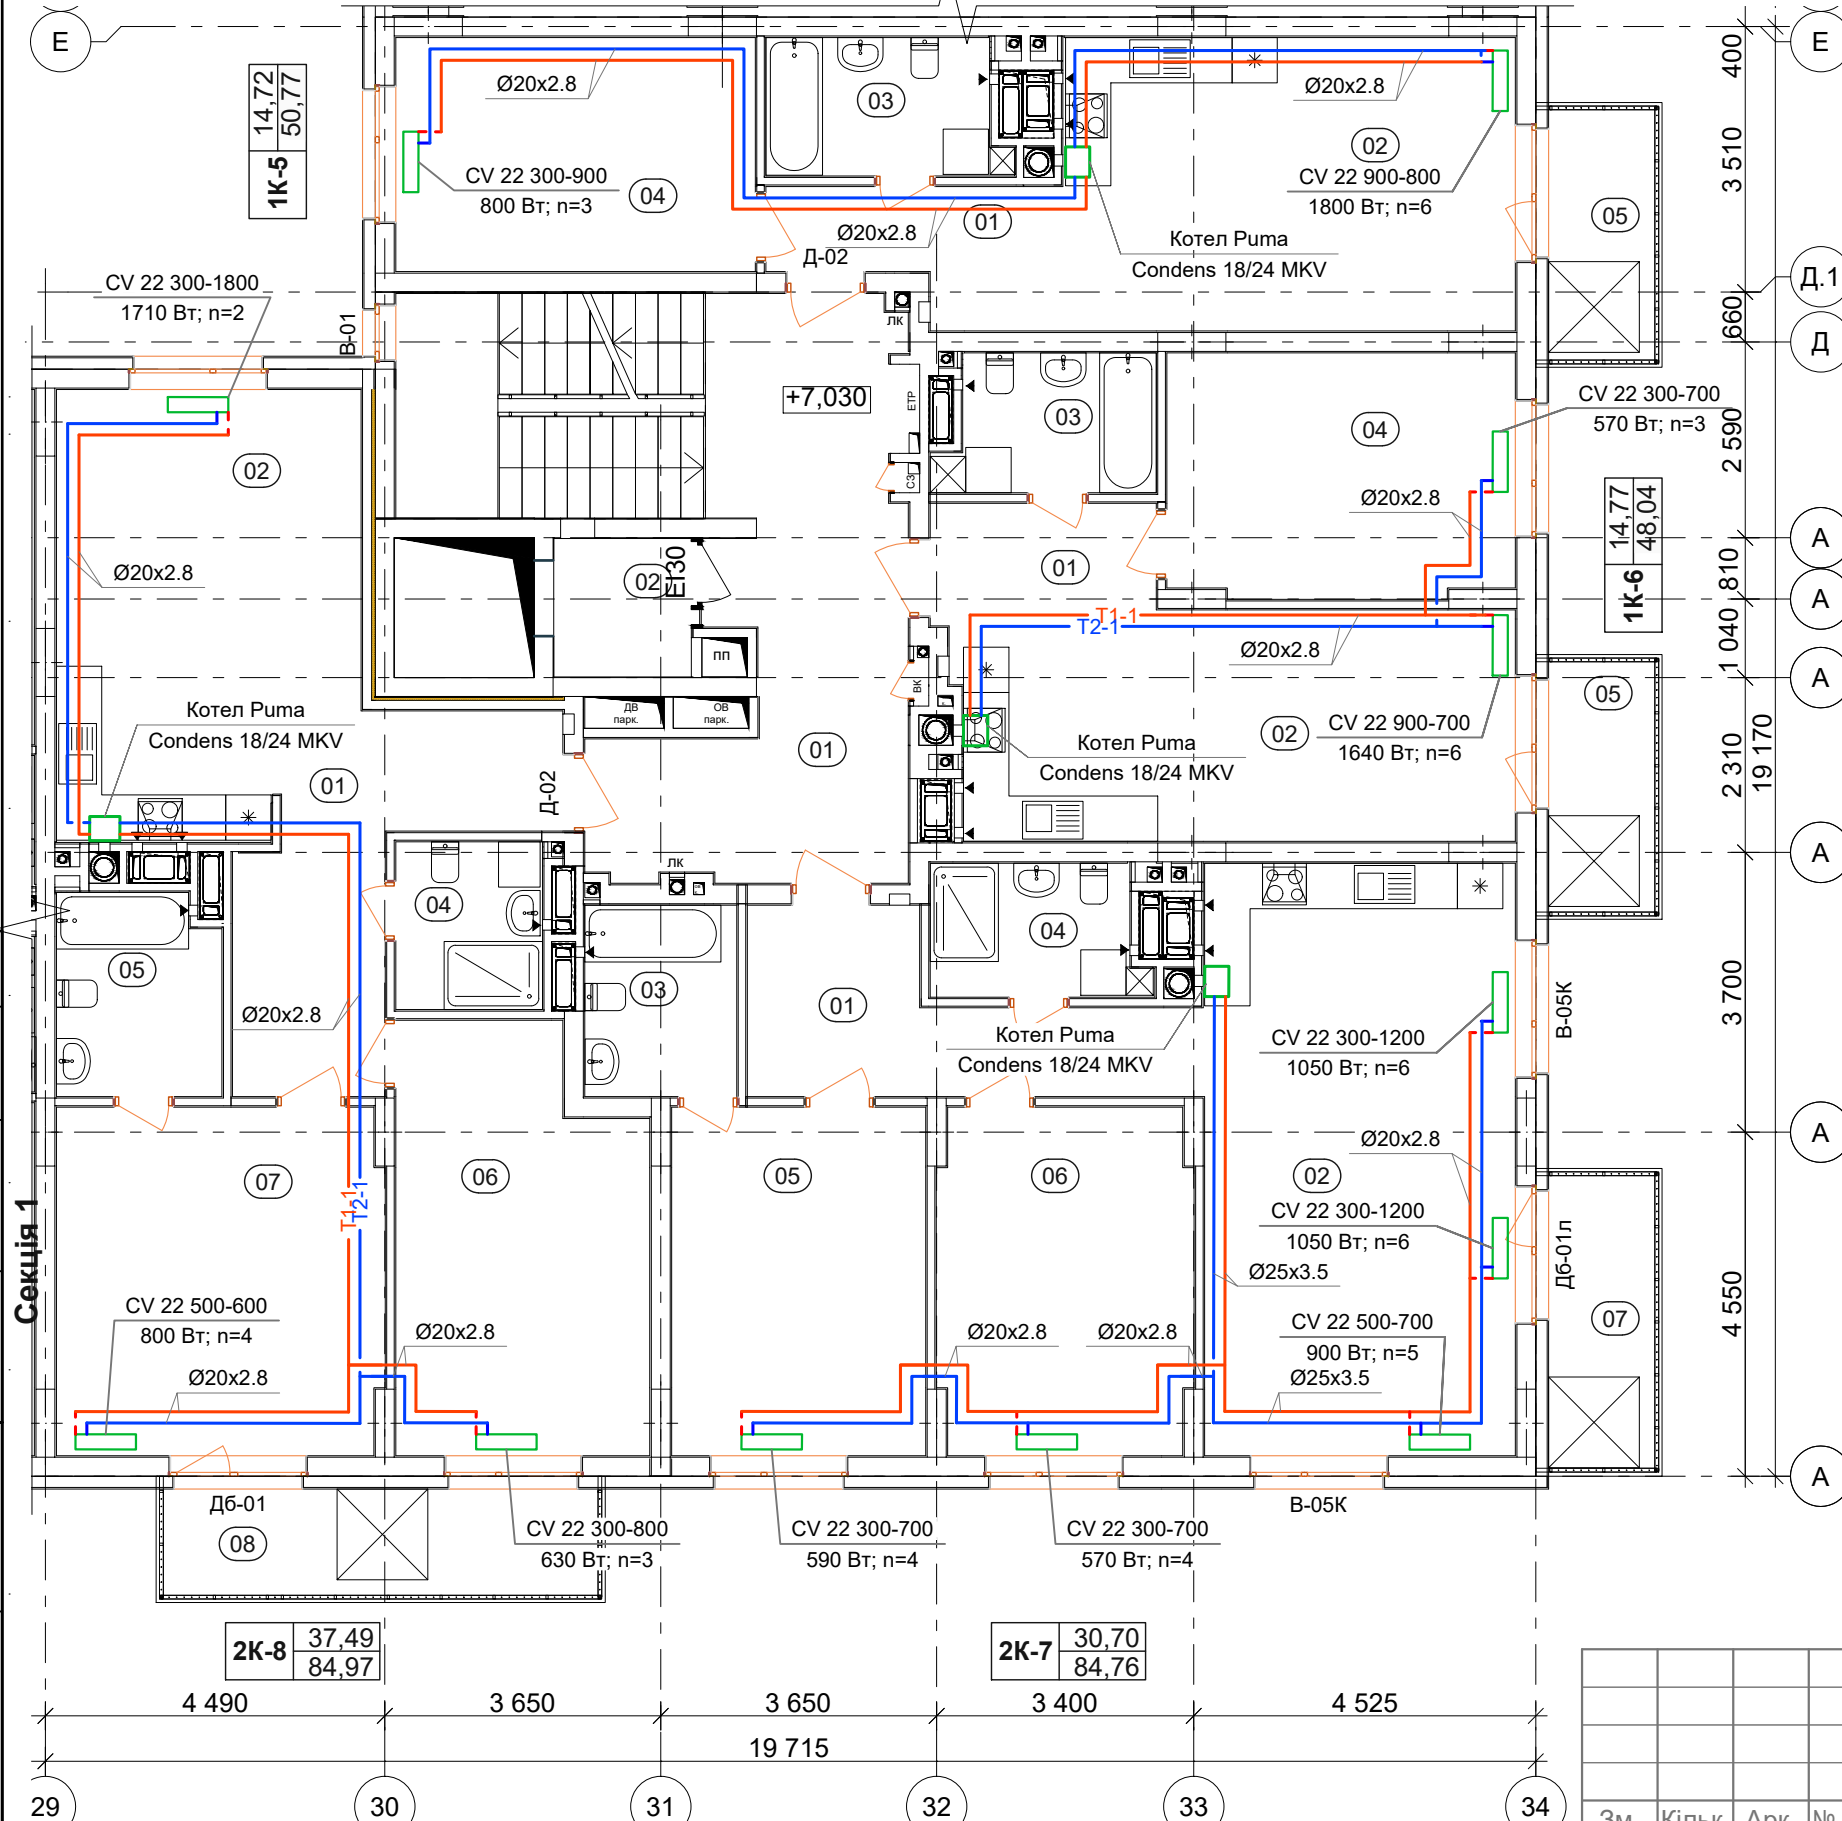 Е
Е
400
Ø20x2.8
03
Ø20x2.8
14,72
50,77
1К-5
02
3 510
CV 22 300-900
800 Вт; n=3
04
CV 22 900-800
1800 Вт; n=6
01
05
Ø20x2.8
Котел Puma
Condens 18/24 MKV
Д-02
CV 22 300-1800
1710 Вт; n=2
Д.1
660
В-01
лк
Д
+7,030
ЕТР
03
04
CV 22 300-700
570 Вт; n=3
2 590
02
СЗ
Ø20x2.8
14,77
48,04
1К-6
А
Ø20x2.8
02
EI30
01
810
А
Т1-1
Т2-1
Ø20x2.8
1 040
пп
ВК
А
05
Котел Puma
Condens 18/24 MKV
ДВ
парк.
ОВ
парк.
01
02
CV 22 900-700
1640 Вт; n=6
Котел Puma
Condens 18/24 MKV
2 310
19 170
01
Д-02
А
лк
04
04
05
03
01
Ø20x2.8
В-05К
3 700
Котел Puma
Condens 18/24 MKV
CV 22 300-1200
1050 Вт; n=6
Ø20x2.8
А
07
06
05
06
02
Т1-1
Т2-1
Секція 1
CV 22 300-1200
1050 Вт; n=6
Дб-01л
Ø25x3.5
CV 22 500-600
800 Вт; n=4
Ø20x2.8
Ø20x2.8
Ø20x2.8
CV 22 500-700
900 Вт; n=5
07
4 550
Ø20x2.8
Ø25x3.5
А
Дб-01
В-05К
08
CV 22 300-800
630 Вт; n=3
CV 22 300-700
590 Вт; n=4
CV 22 300-700
570 Вт; n=4
2К-8
37,49
84,97
2К-7
30,70
84,76
4 490
3 650
3 650
3 400
4 525
19 715
29
30
31
32
33
34
Зм.
Кільк.
Арк.
№